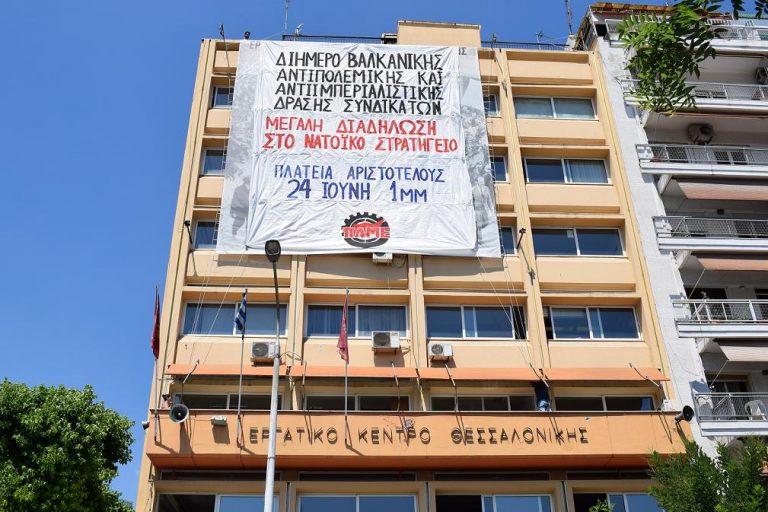 ΔΙΗΜΕΡΟ ΒΑΛΚΑΝΙΚΗΣ
ΑΝΤΙΠΟΛΕΜΙΚΗΣ ΚΑΙ
ΑΝΤΙΙΜΠΕΡΙΑΛΙΣΤΙΚΗΣ
ΔΡΑΣΗΣ ΣΥΝΔΙΚΑΤΩΝ
ΜΕΓΑΛΗ ΔΙΑΔΗΛΩΣΗ
ΣΤΟ ΝΑΤΟΪΚΟ ΣΤΡΑΤΗΓΕΙΟ
ΠΛΑΤΕΙΑ ΑΡΙΣΤΟΤΕΛΟΥΣ
24 ΙΟΥΝΗ 1ΜΜ
ΠΑΜΕ
ΕΡΓΑΤΙΚΟ ΚΕΝΤΡΟ ΘΕΣΣΑΛΟΝΙΚΗΣ